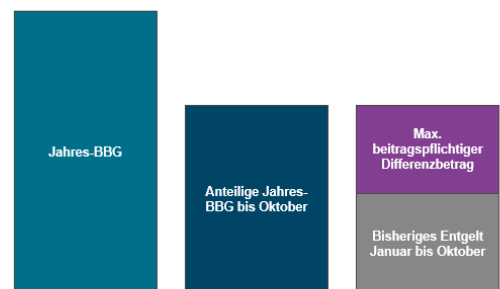 Jahres-BBG
Anteilige Jahres-
BBG bis Oktober
Max.
beitragspflichtiger
Differenzbetrag
Bisheriges Entgelt
Januar bis Oktober